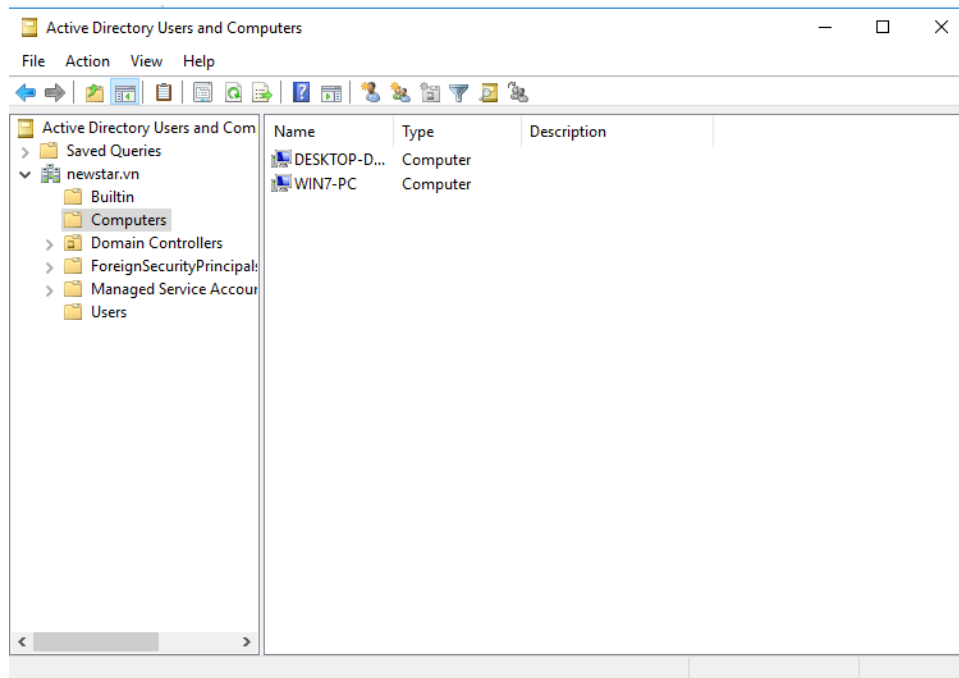 Active Directory Users and Computers
File Action View Help
Active Directory Users and Com
Name Type Description
Saved Queries
DESKTOP-D... Computer
newstar.vn
WIN7-PC Computer
Builtin
Computers
Domain Controllers
ForeignSecurityPrincipals
Managed Service Accour
Users